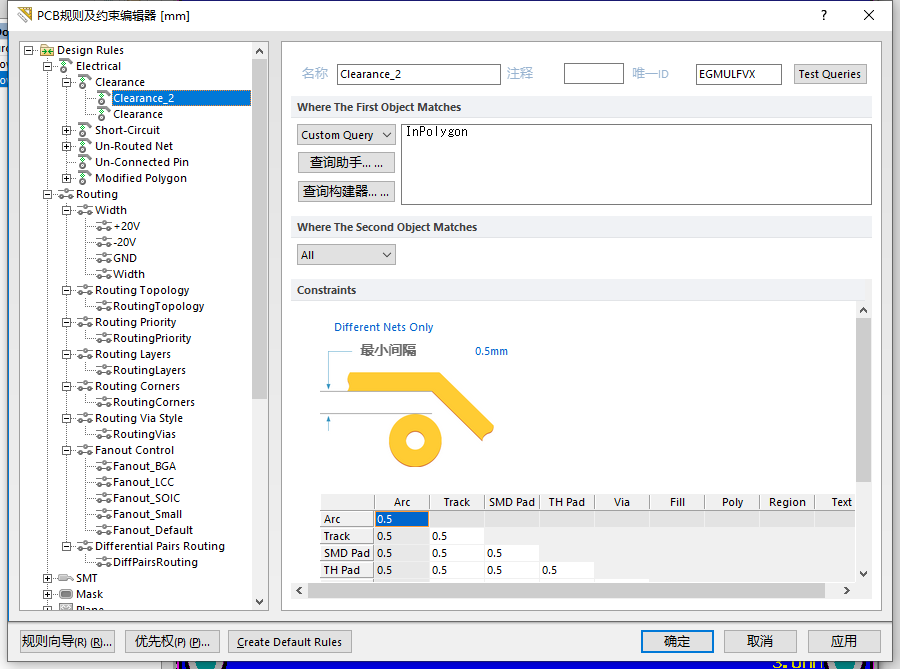 PCB规则及约束编辑器 [mm]
?
Design Rules
Electrical
Clearance
Clearance_2
Clearance
Short-Circuit
Un-Routed Net
Un-Connected Pin
Modified Polygon
Routing
Width
+20V
-20V
GND
Width
Routing Topology
RoutingTopology
Routing Priority
RoutingPriority
Routing Layers
RoutingLayers
Routing Corners
RoutingCorners
Routing Via Style
RoutingVias
Fanout Control
Fanout_BGA
Fanout_LCC
Fanout_SOIC
Fanout_Small
Fanout_Default
Differential Pairs Routing
DiffPairsRouting
SMT
Mask
Plane
名称 Clearance_2 注释 唯一ID EGMULFVX Test Queries
Where The First Object Matches
Custom Query InPolygon
查询助手... ...
查询构建器... ...
Where The Second Object Matches
All
Constraints
Different Nets Only
最小间隔 0.5mm
Arc Track SMD Pad TH Pad Via Fill Poly Region Text
Arc 0.5
Track 0.5 0.5
SMD Pad 0.5 0.5 0.5
TH Pad 0.5 0.5 0.5 0.5
规则向导(R) (R)... 优先权(P) (P)... Create Default Rules 确定 取消 应用